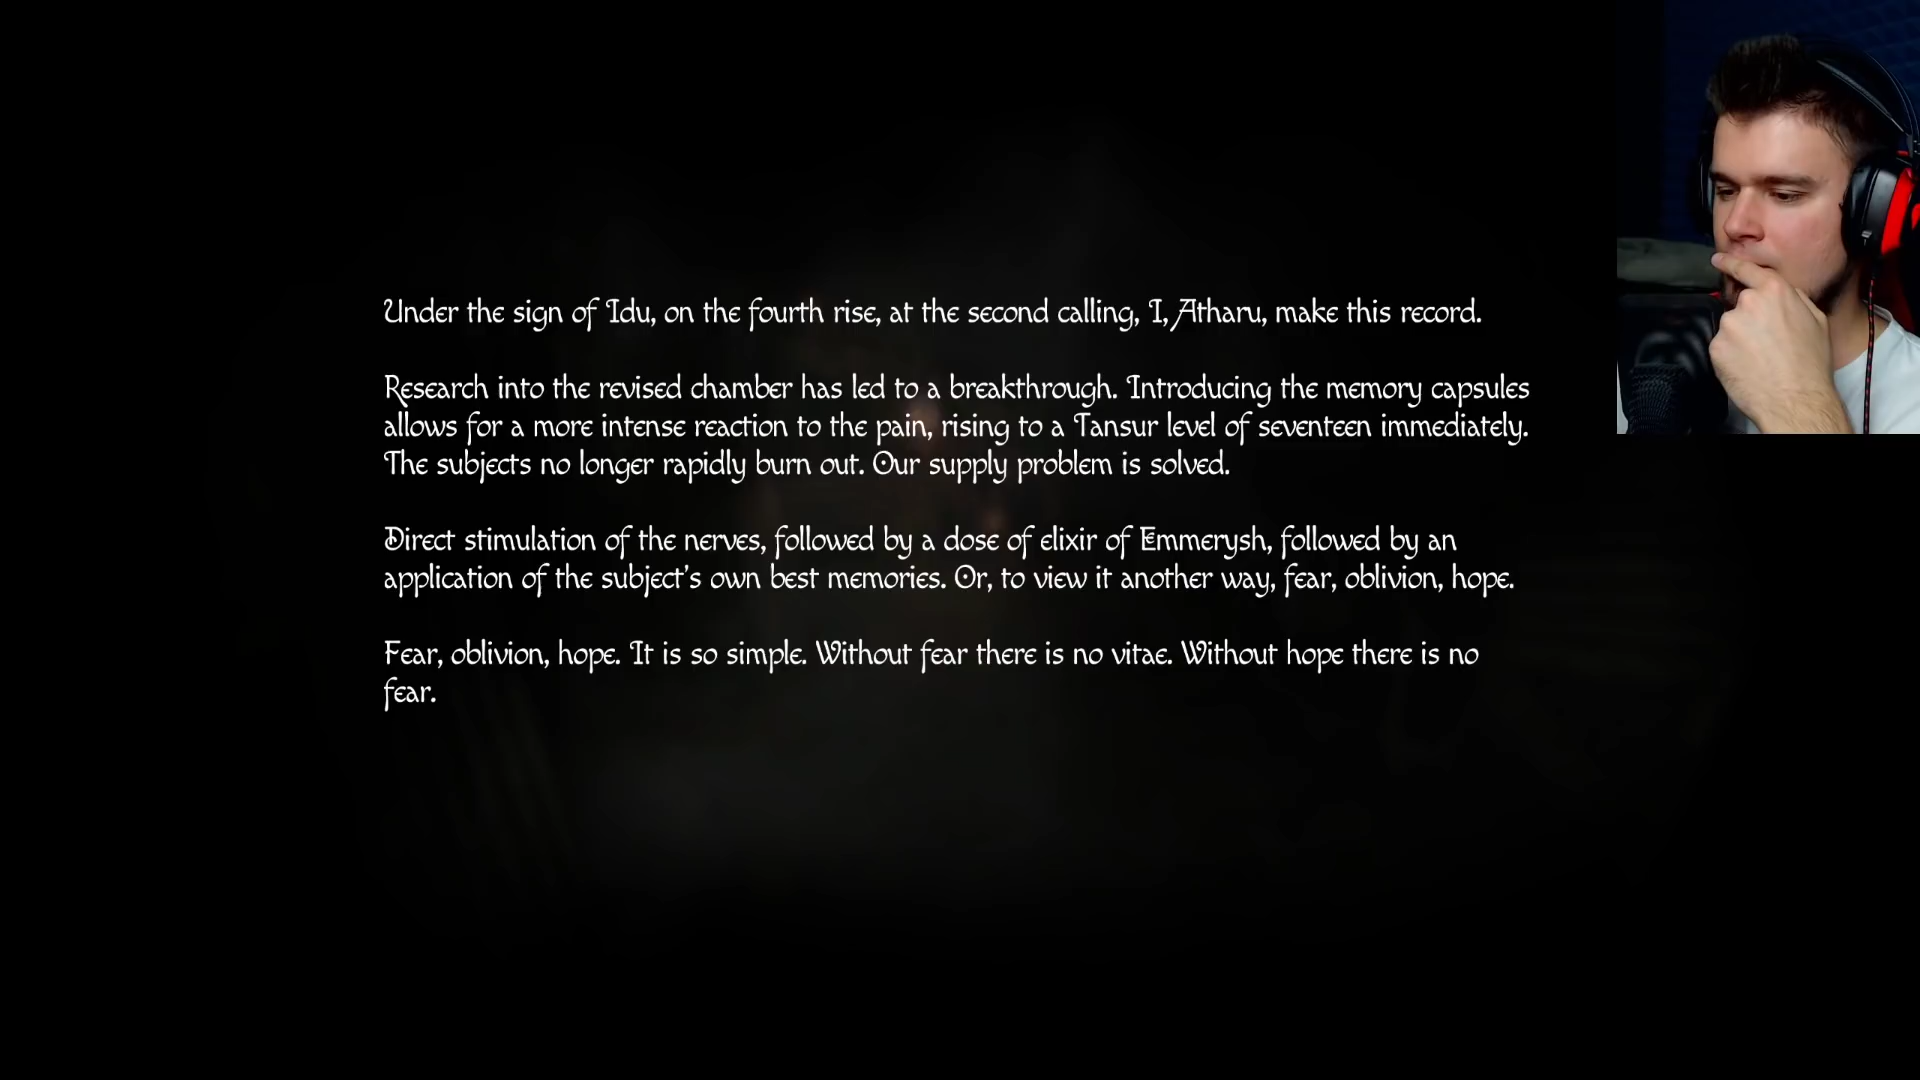 Under the sign of Idu, on the fourth rise, at the second calling, I, Atharu, make this record.
Research into the revised chamber has led to a breakthrough. Introducing the memory capsules
allows for a more intense reaction to the pain, rising to a Tansur level of seventeen immediately.
The subjects no longer rapidly burn out. Our supply problem is solved.
Direct stimulation of the nerves, followed by a dose of elixir of Emmerysh, followed by an
application of the subject's own best memories. Or, to view it another way, fear, oblivion, hope.
Fear, oblivion, hope. It is so simple. Without fear there is no vitae. Without hope there is no
fear.